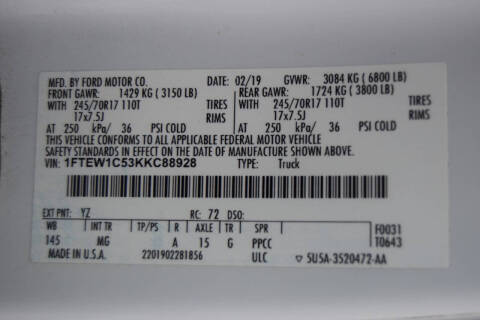 MFD. BY FORD MOTOR CO. DATE: 02/19 GVWR: 3084 KG ( 6800 LB)
FRONT GAWR: 1429 KG ( 3150 LB) REAR GAWR: 1724 KG ( 3800 LB)
WITH 245/70R17 110T TIRES WITH 245/70R17 110T TIRES
17x7.5J RIMS 17x7.5J RIMS
AT 250 kPa/ 36 PSI COLD AT 250 kPa/ 36 PSI COLD
THIS VEHICLE CONFORMS TO ALL APPLICABLE FEDERAL MOTOR VEHICLE
SAFETY STANDARDS IN EFFECT ON THE DATE OF MANUFACTURE SHOWN ABOVE.
VIN: 1FTEW1C53KKC88928 TYPE: Truck
EXT PNT: YZ RC: 72 DSO:
WB INT TR TP/PS R AXLE TR SPR F0031
145 MG A 15 G PPCC T0643
MADE IN U.S.A. 2201902281856 ULC ▽ 5U5A-3520472-AA